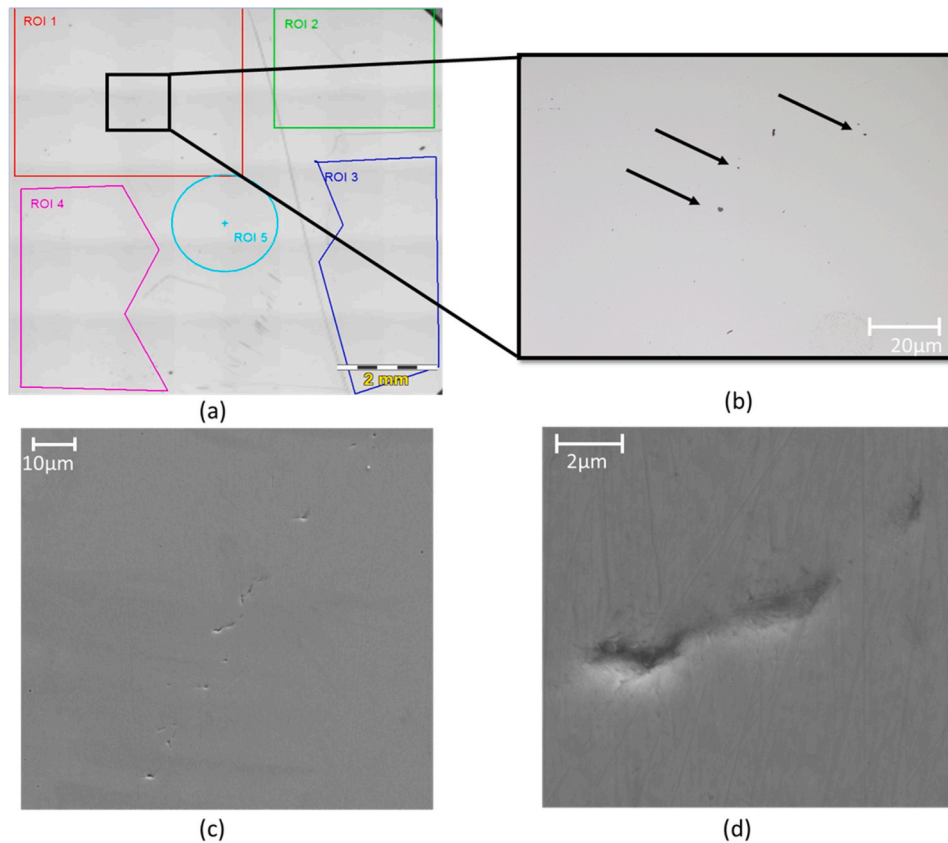 ROI 1
ROI 2
ROI 3
ROI 4
ROI 5
2 mm
(a)
20µm
(b)
10µm
(c)
2µm
(d)